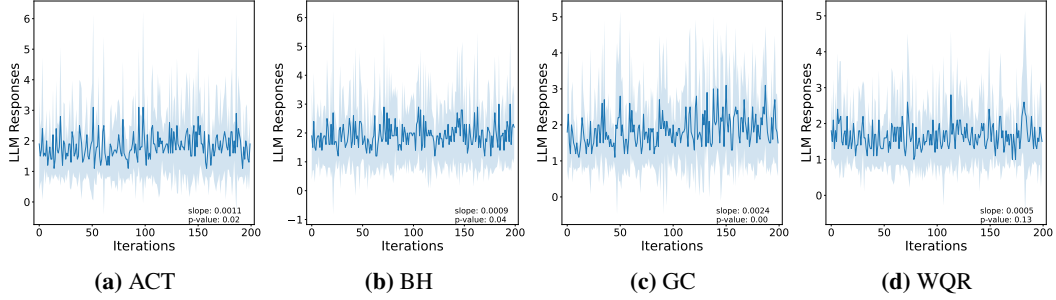 LLM Responses
6
5
4
3
2
1
0
slope: 0.0011
p-value: 0.02
0 50 100 150 200
Iterations
(a) ACT
LLM Responses
6
5
4
3
2
1
0
−1
slope: 0.0009
p-value: 0.04
0 50 100 150 200
Iterations
(b) BH
LLM Responses
5
4
3
2
1
0
slope: 0.0024
p-value: 0.00
0 50 100 150 200
Iterations
(c) GC
LLM Responses
5
4
3
2
1
0
slope: 0.0005
p-value: 0.13
0 50 100 150 200
Iterations
(d) WQR